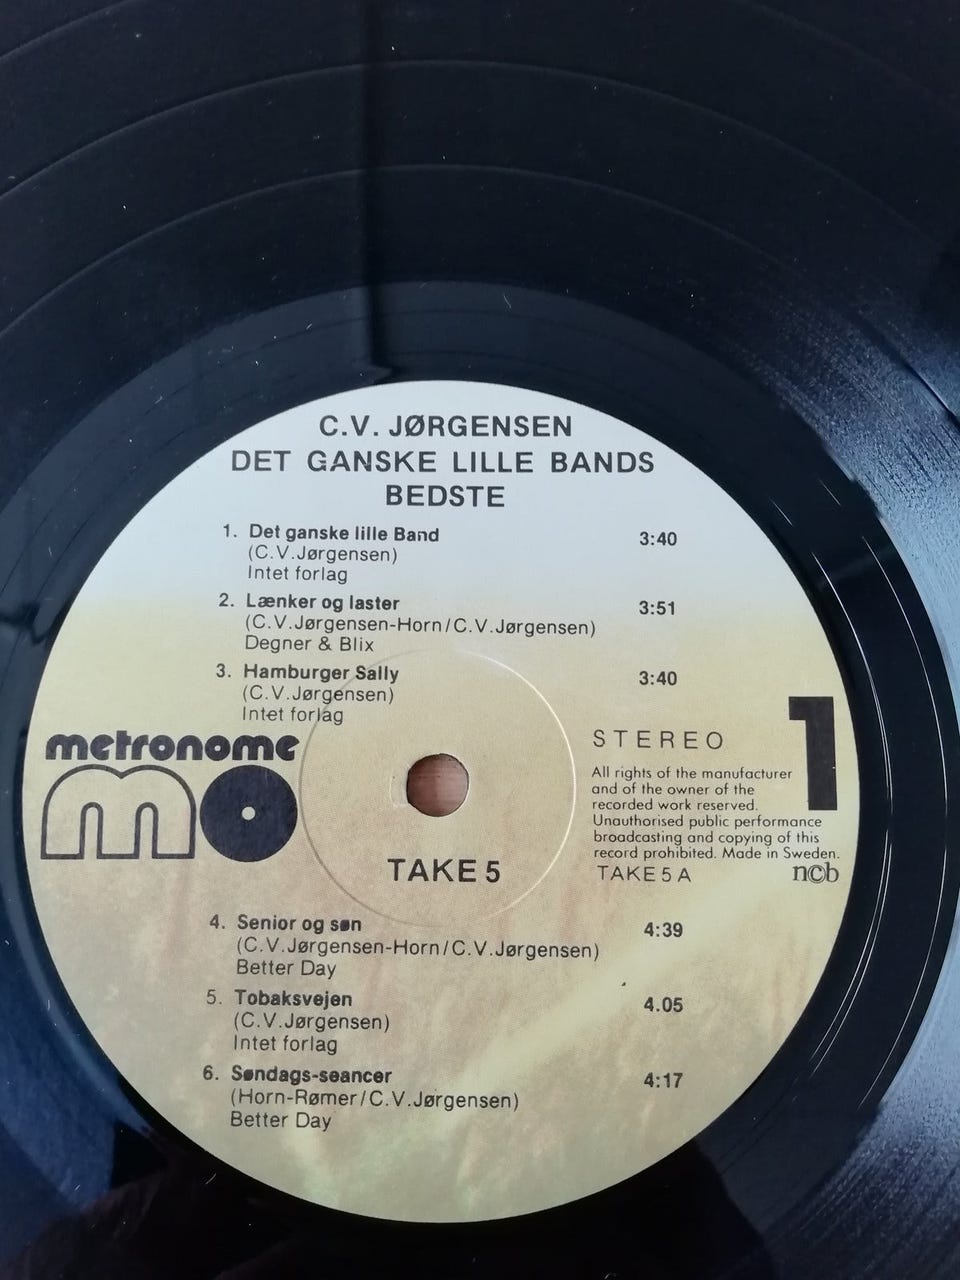 C.V. JØRGENSEN
DET GANSKE LILLE BANDS
BEDSTE
1. Det ganske lille Band 3:40
(C.V.Jørgensen)
Intet forlag
2. Lænker og laster 3:51
(C.V.Jørgensen-Horn/C.V.Jørgensen)
Degner & Blix
3. Hamburger Sally 3:40
(C.V.Jørgensen)
Intet forlag
metronome
mo
STEREO
1
All rights of the manufacturer
and of the owner of the
recorded work reserved.
Unauthorised public performance
broadcasting and copying of this
record prohibited. Made in Sweden.
TAKE 5
TAKE 5 A
ncb
4. Senior og søn 4:39
(C.V.Jørgensen-Horn/C.V.Jørgensen)
Better Day
5. Tobaksvejen 4.05
(C.V.Jørgensen)
Intet forlag
6. Søndags-seancer 4:17
(Horn-Rømer/C.V.Jørgensen)
Better Day